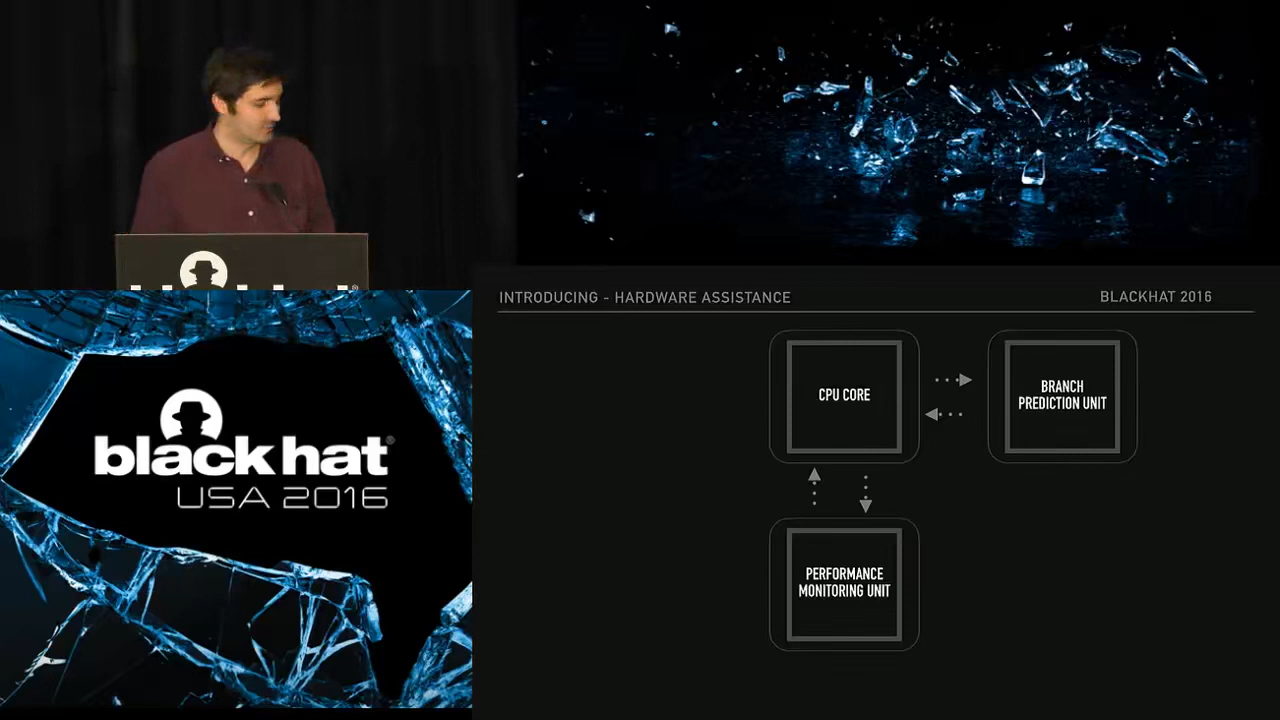 INTRODUCING - HARDWARE ASSISTANCE
BLACKHAT 2016
CPU CORE
BRANCH
PREDICTION UNIT
PERFORMANCE
MONITORING UNIT
black hat®
USA 2016